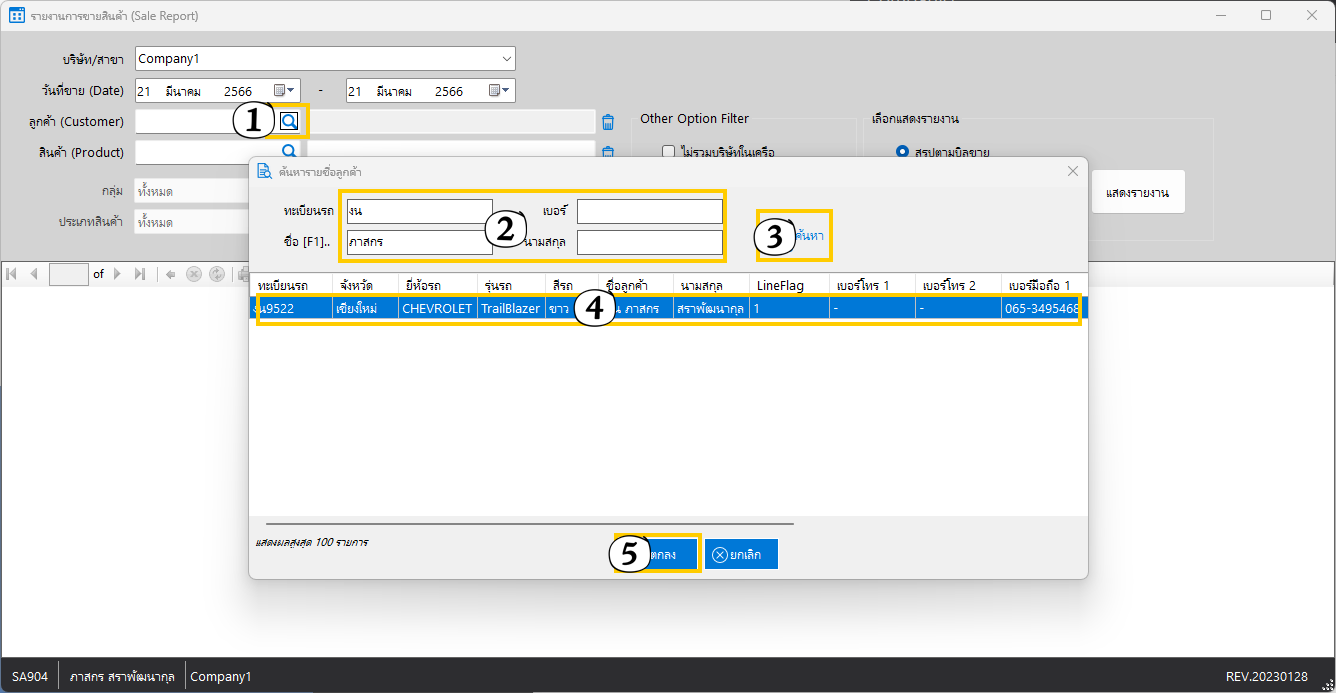 รายงานการขายสินค้า (Sale Report)
บริษัท/สาขา Company1
วันที่ขาย (Date) 21 มีนาคม 2566 - 21 มีนาคม 2566
ลูกค้า (Customer) 1 Other Option Filter เลือกแสดงรายงาน
สินค้า (Product) ไม่รวมบริษัทในเครือ สรุปตามบิลขาย
ค้นหารายชื่อลูกค้า
กลุ่ม ทั้งหมด แสดงรายงาน
ทะเบียนรถ งน 2 เบอร์
ประเภทสินค้า ทั้งหมด
3 ค้นหา
ชื่อ [F1].. ภาสกร นามสกุล
of
ทะเบียนรถ จังหวัด ยี่ห้อรถ รุ่นรถ สีรถ ชื่อลูกค้า นามสกุล LineFlag เบอร์โทร 1 เบอร์โทร 2 เบอร์มือถือ 1
งน9522 เชียงใหม่ CHEVROLET TrailBlazer ขาว 4 ภาสกร สราพัฒนากุล 1 - - 065-3495468
แสดงผลสูงสุด 100 รายการ
5 ตกลง ยกเลิก
SA904 ภาสกร สราพัฒนากุล Company1 REV.20230128